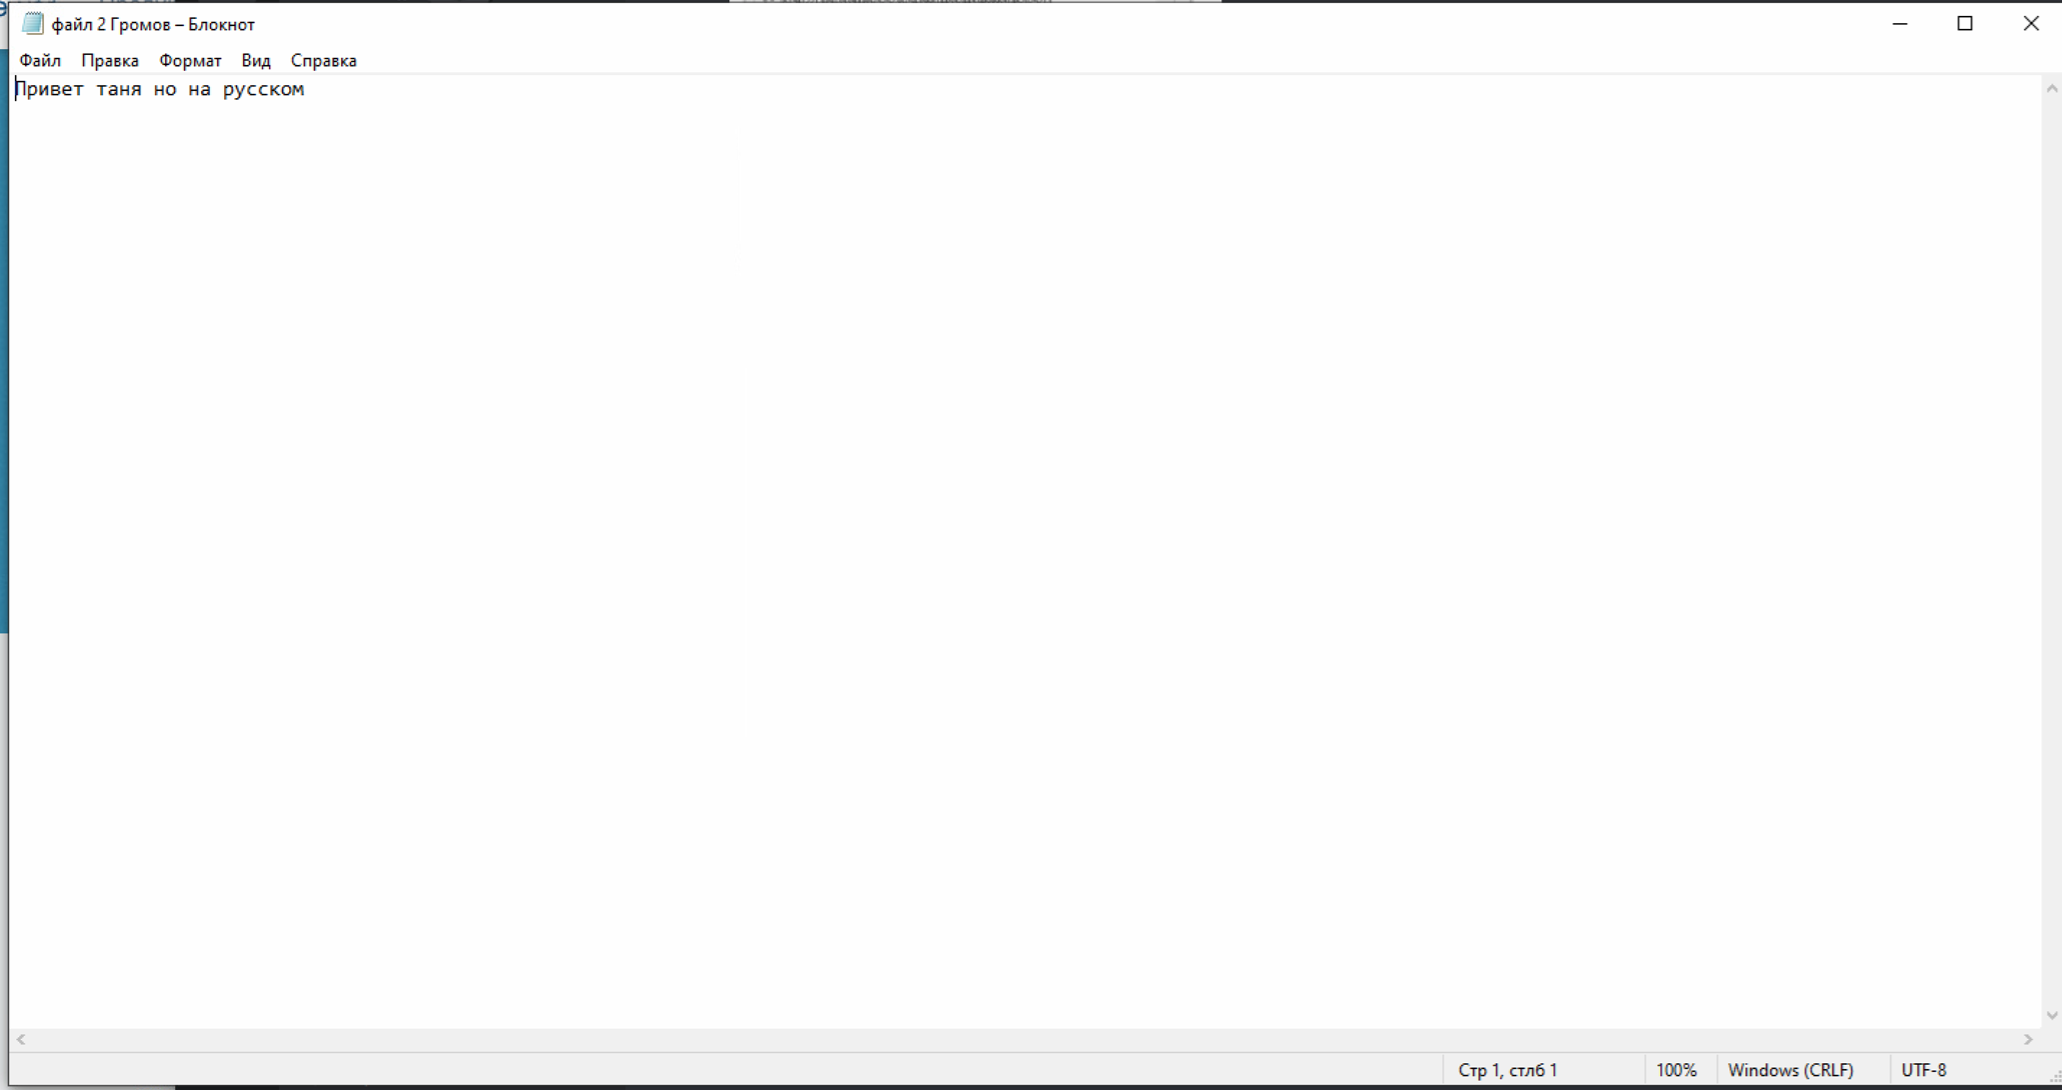 файл 2 Громов – Блокнот
Файл Правка Формат Вид Справка
Привет таня но на русском
Стр 1, стлб 1 100% Windows (CRLF) UTF-8